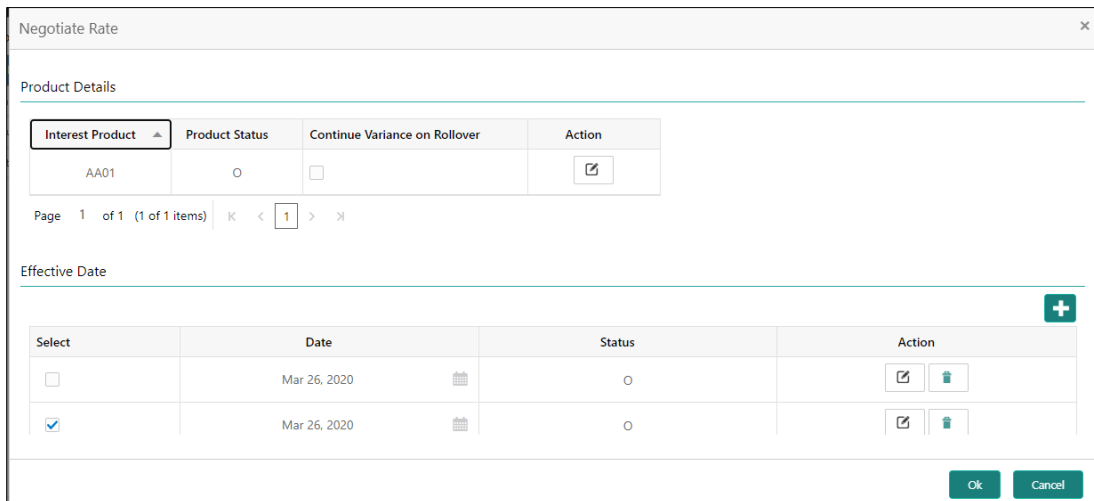 Negotiate Rate
Product Details
Interest Product Product Status Continue Variance on Rollover Action
AA01 O
Page 1 of 1 (1 of 1 items) K < 1 > >|
Effective Date
Select Date Status Action
Mar 26, 2020 O
Mar 26, 2020 O
Ok Cancel